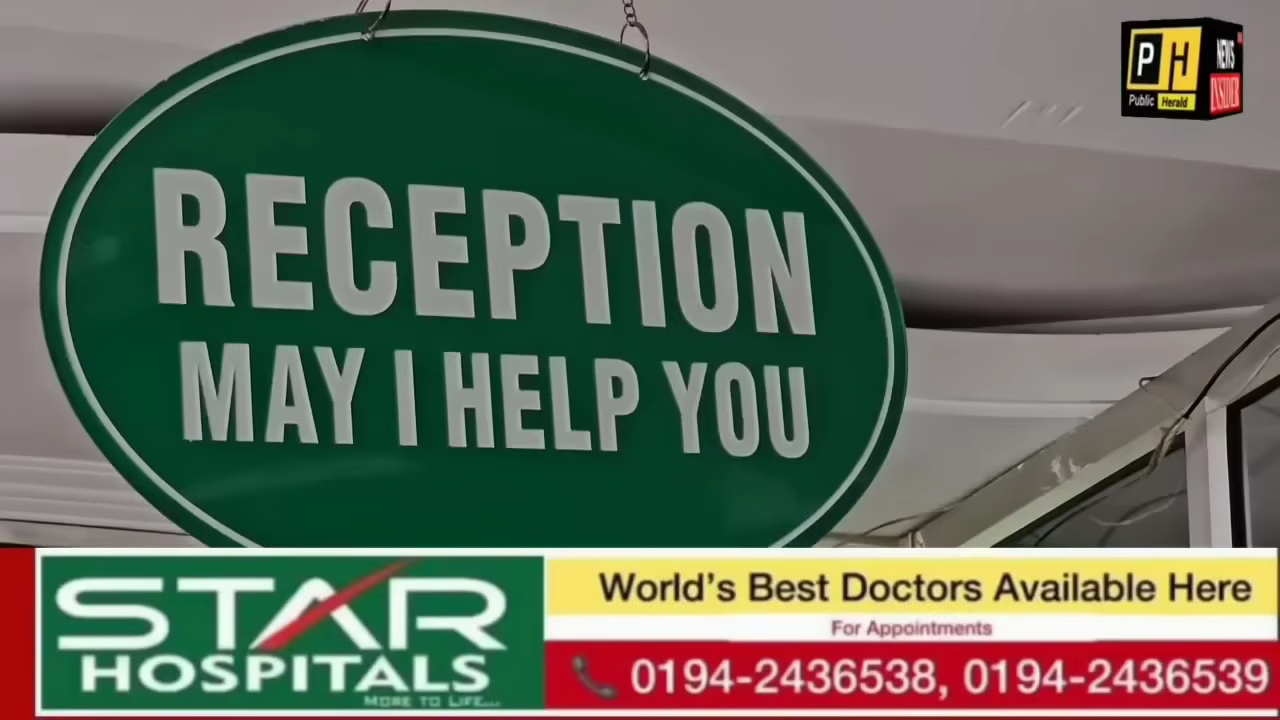 P H
Public Herald
NEWS
INSIDER
RECEPTION
MAY I HELP YOU
STAR
HOSPITALS
MORE TO LIFE...
World's Best Doctors Available Here
For Appointments
0194-2436538, 0194-2436539